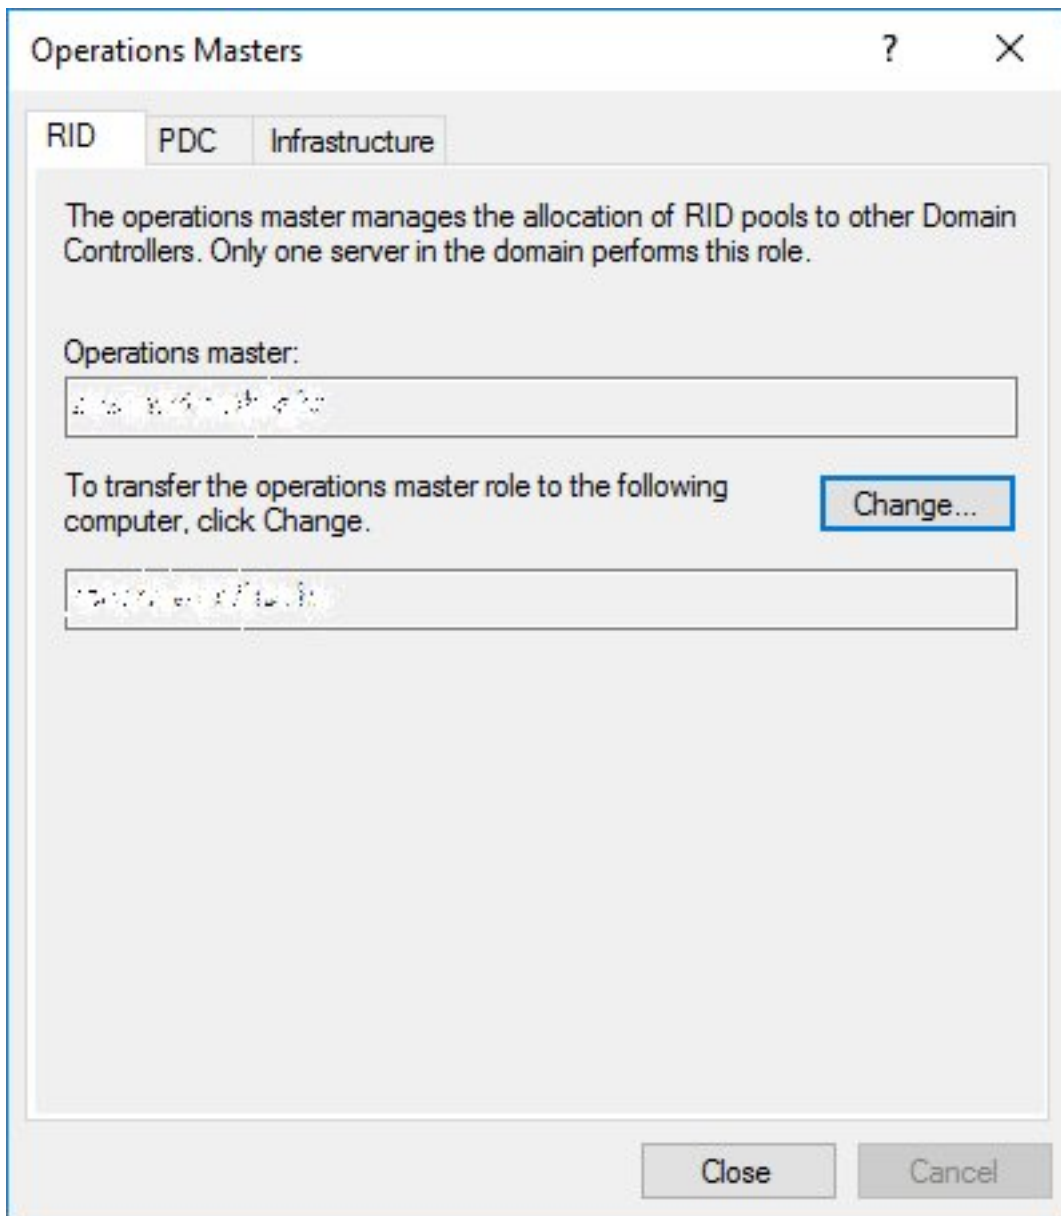 Operations Masters
RID
PDC
Infrastructure
The operations master manages the allocation of RID pools to other Domain
Controllers. Only one server in the domain performs this role.
Operations master:
To transfer the operations master role to the following
computer, click Change.
Change...
Close
Cancel